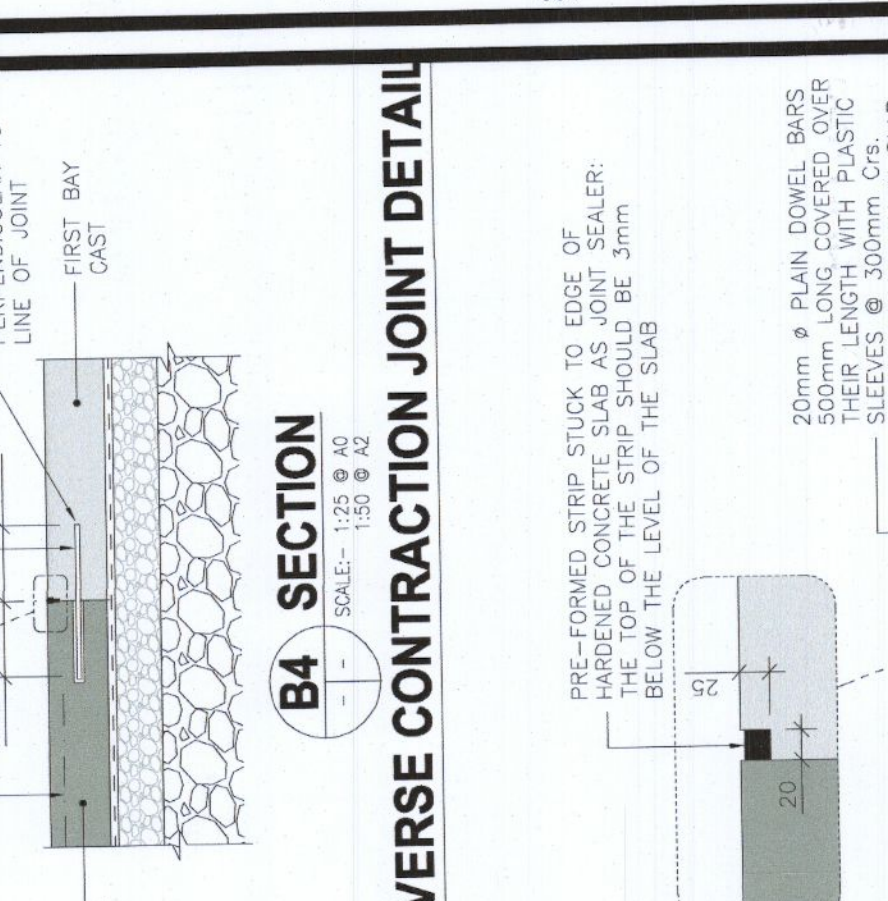 LINE OF JOINT
FIRST BAY
CAST
B4 SECTION
- -
SCALE:- 1:25 @ A0
1:50 @ A2
VERSE CONTRACTION JOINT DETAIL
PRE-FORMED STRIP STUCK TO EDGE OF
HARDENED CONCRETE SLAB AS JOINT SEALER:
THE TOP OF THE STRIP SHOULD BE 3mm
BELOW THE LEVEL OF THE SLAB
25
20
20mm ø PLAIN DOWEL BARS
500mm LONG COVERED OVER
THEIR LENGTH WITH PLASTIC
SLEEVES @ 300mm Crs.